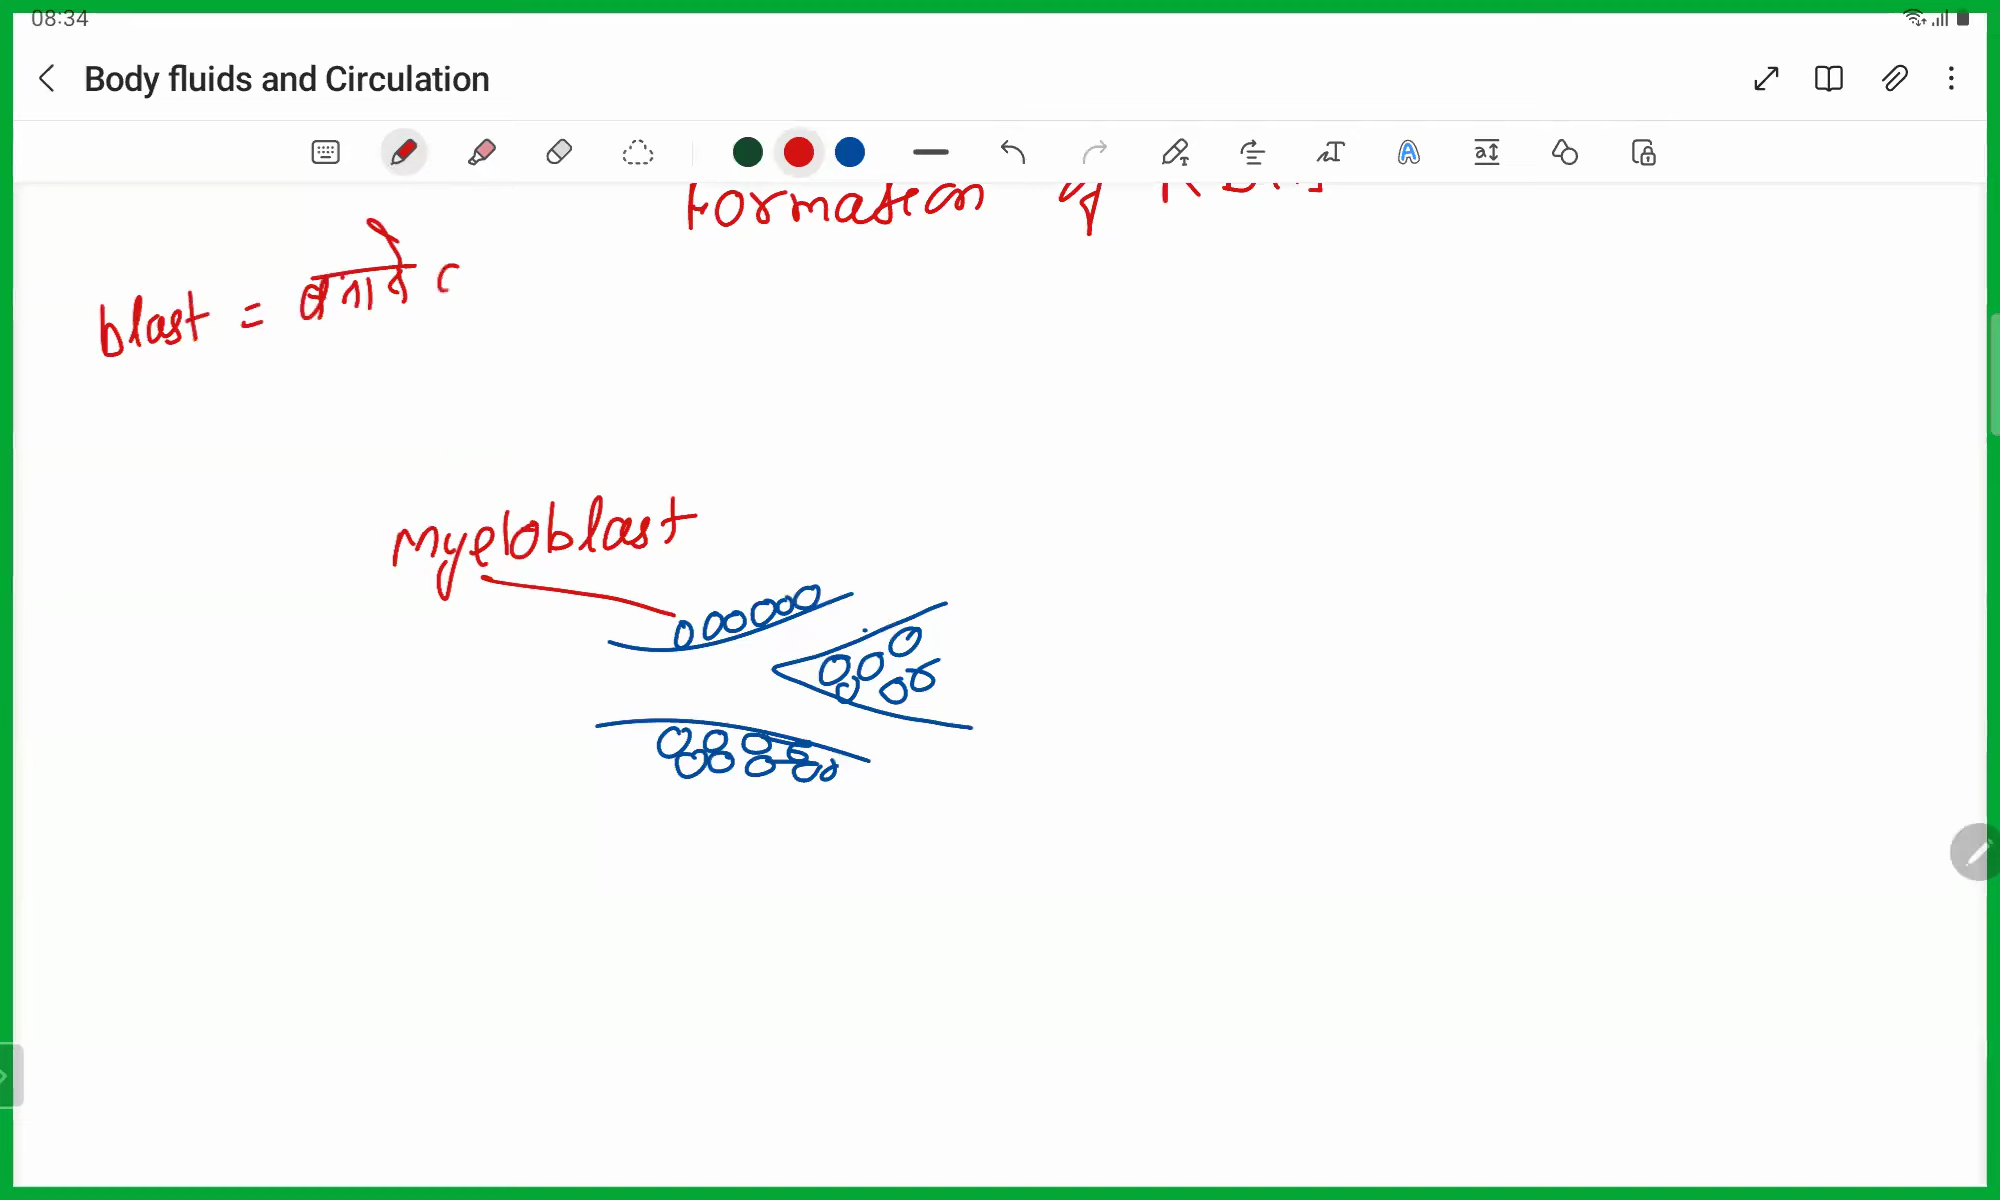 08:34
Body fluids and Circulation
Formation of
blast = बनाने c
Myeloblast